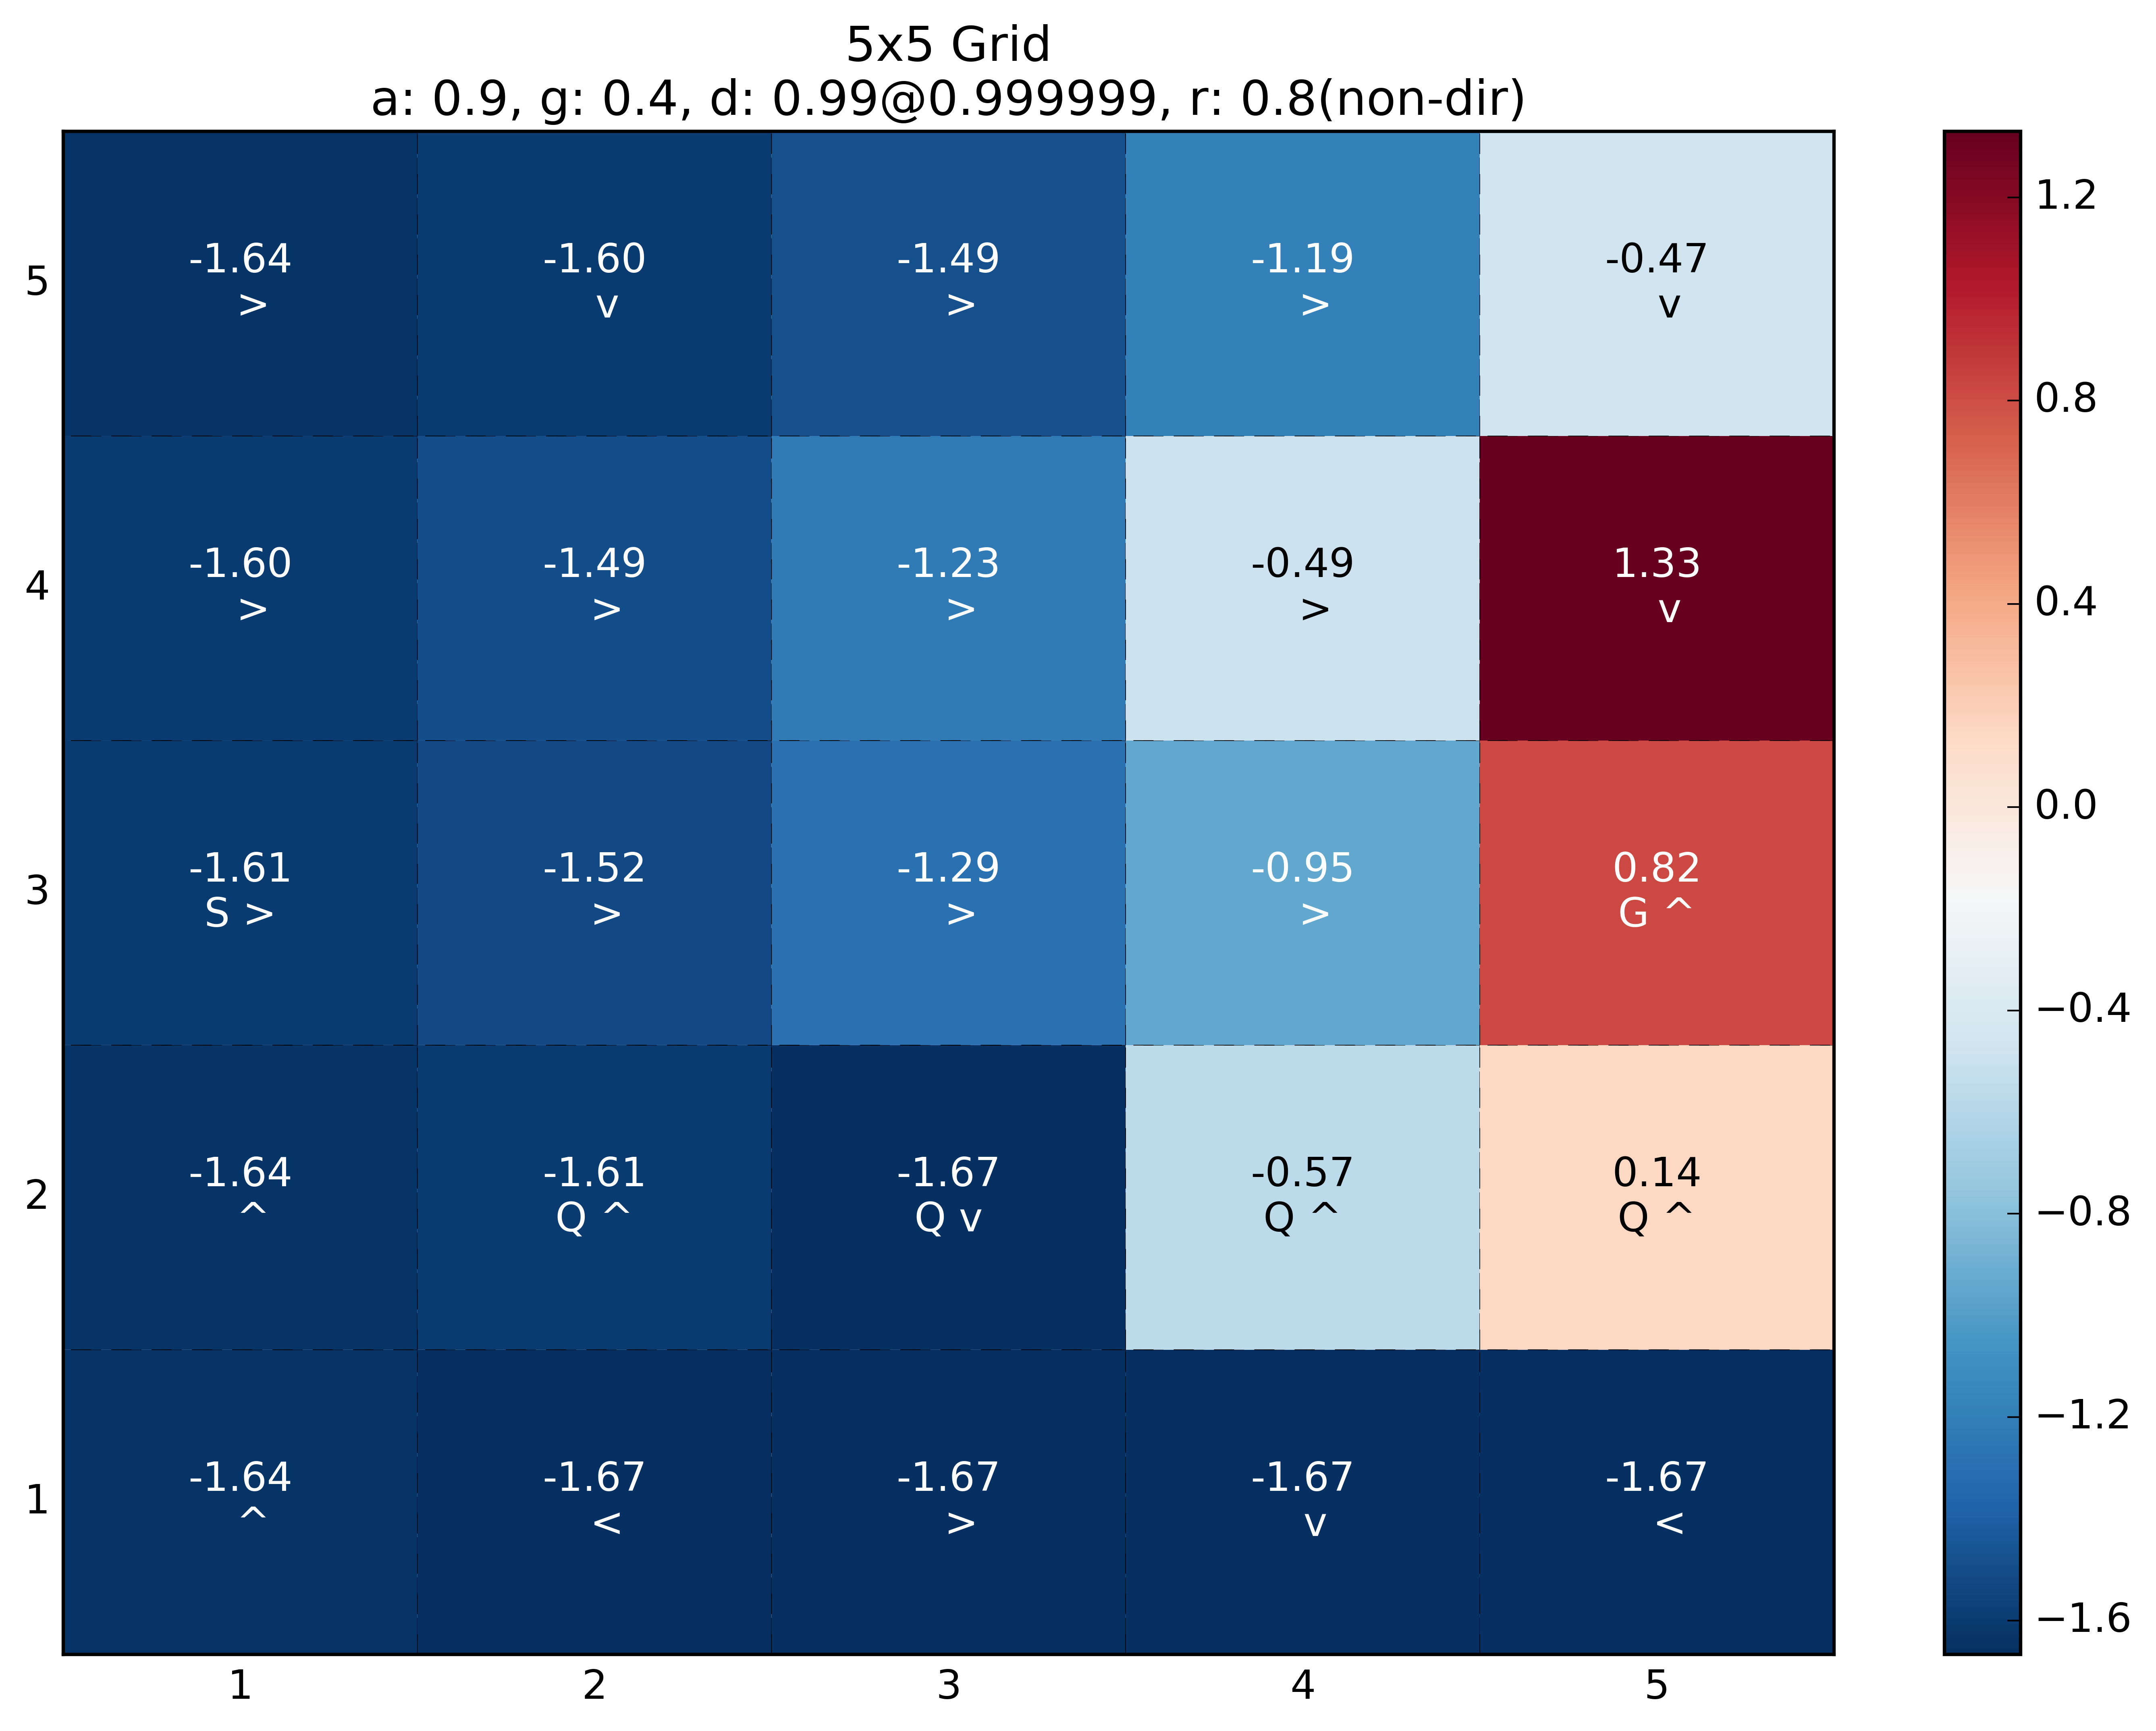 5x5 Grid
a: 0.9, g: 0.4, d: 0.99@0.999999, r: 0.8(non-dir)
5
-1.64 -1.60 -1.49 -1.19 -0.47
> v > > v
4
-1.60 -1.49 -1.23 -0.49 1.33
> > > > v
3
-1.61 -1.52 -1.29 -0.95 0.82
S > > > > G ^
2
-1.64 -1.61 -1.67 -0.57 0.14
^ Q ^ Q v Q ^ Q ^
1
-1.64 -1.67 -1.67 -1.67 -1.67
^ < > v <
1 2 3 4 5
1.2
0.8
0.4
0.0
−0.4
−0.8
−1.2
−1.6